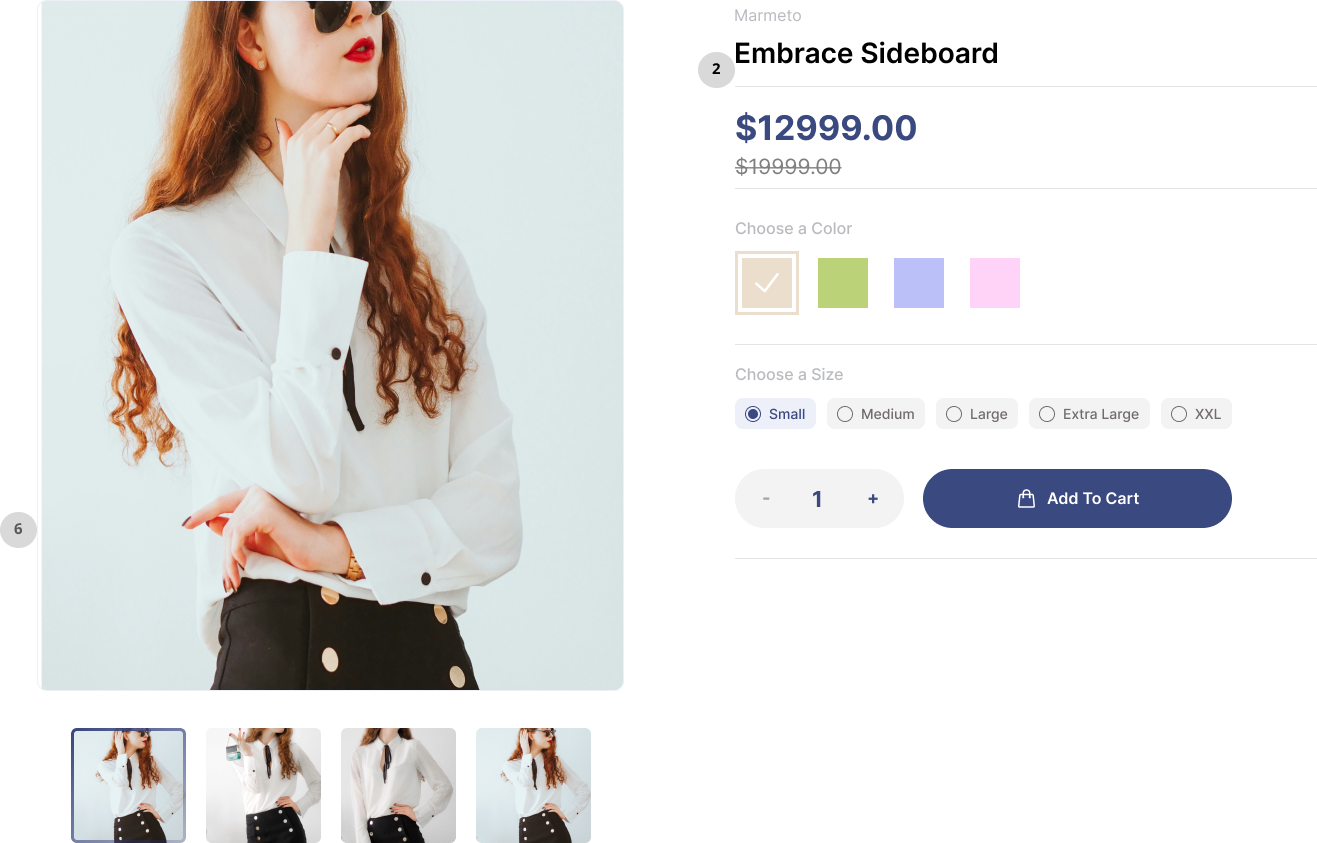 Marmeto
2
Embrace Sideboard
$12999.00
$19999.00
Choose a Color
Choose a Size
Small Medium Large Extra Large XXL
- 1 + Add To Cart
6